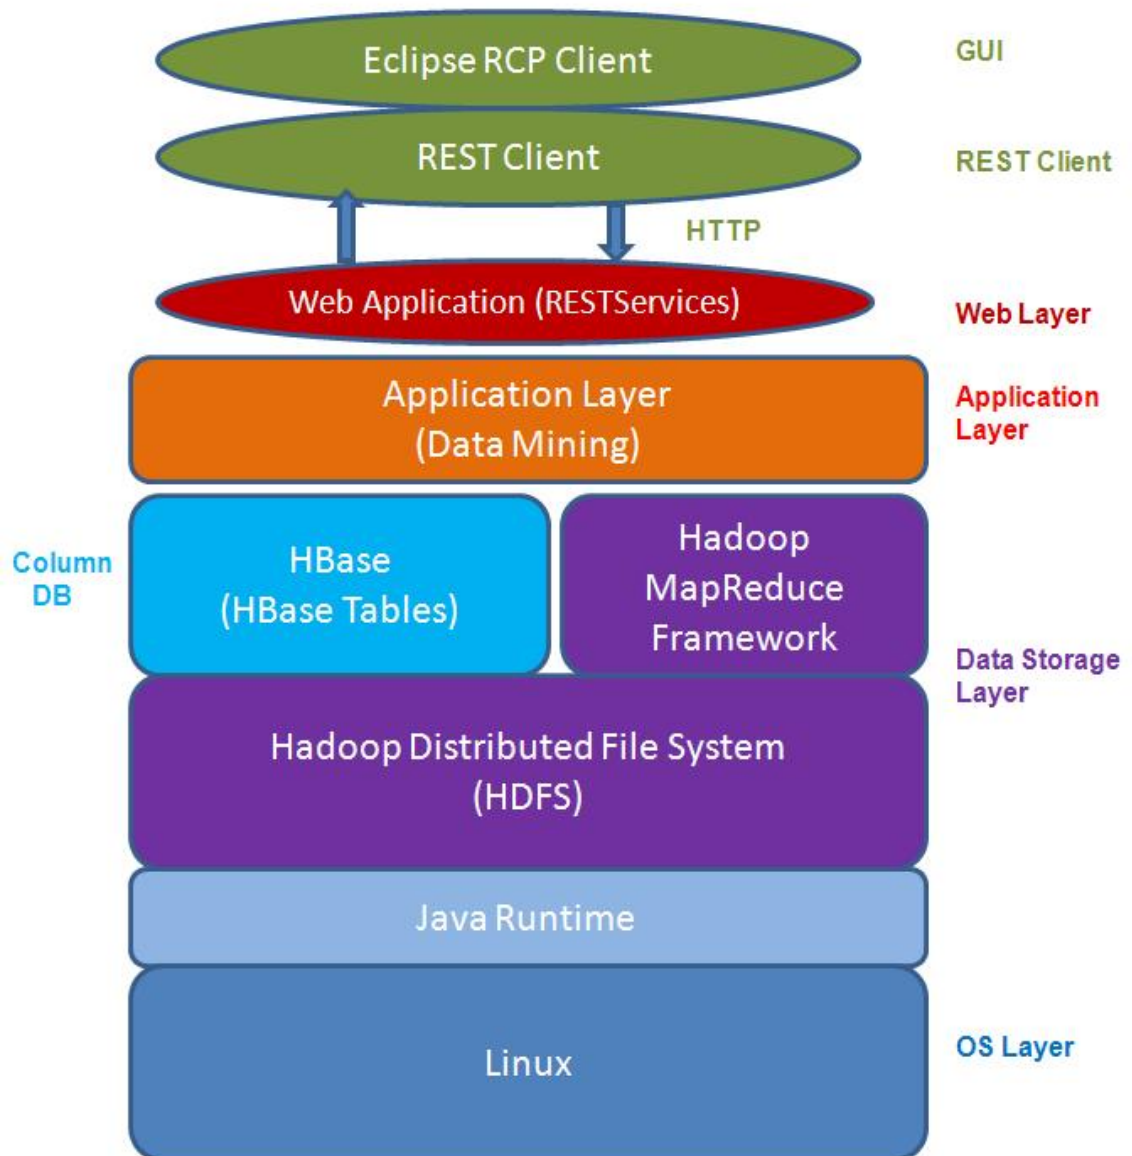 Eclipse RCP Client
GUI
REST Client
REST Client
HTTP
Web Application (RESTServices)
Web Layer
Application Layer
(Data Mining)
Application
Layer
Column
DB
HBase
(HBase Tables)
Hadoop
MapReduce
Framework
Data Storage
Layer
Hadoop Distributed File System
(HDFS)
Java Runtime
Linux
OS Layer